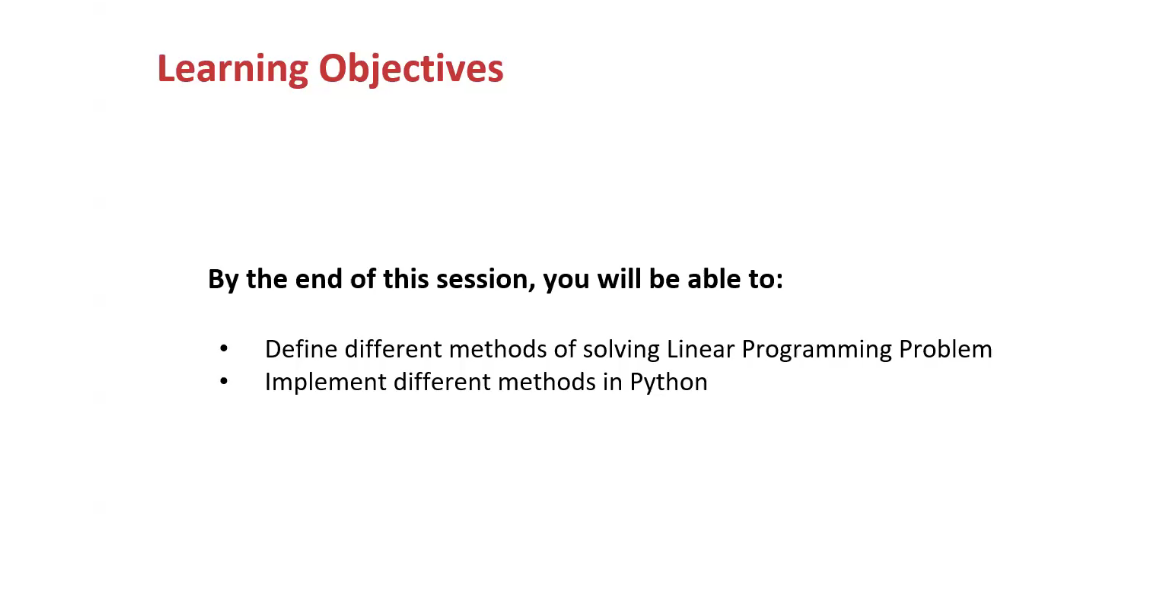 Learning Objectives
By the end of this session, you will be able to:
• Define different methods of solving Linear Programming Problem
• Implement different methods in Python